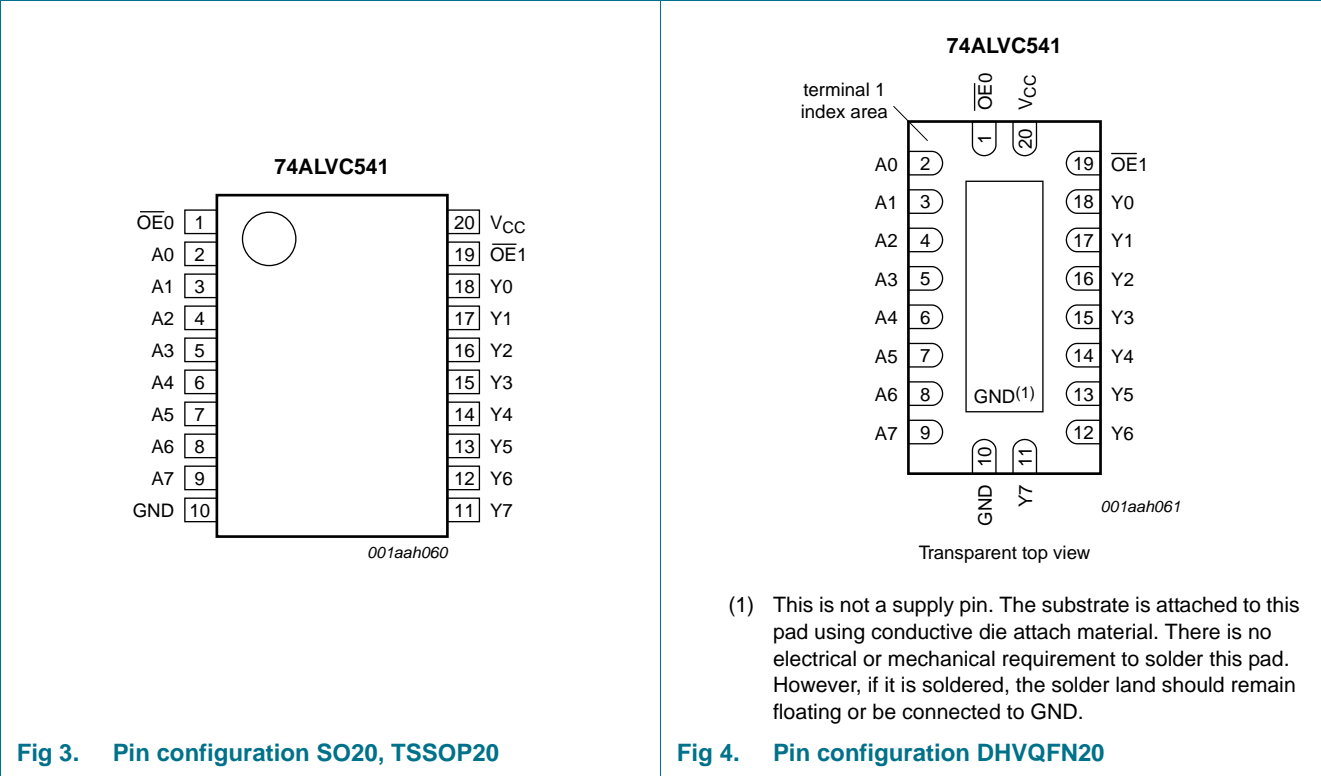 74ALVC541
OE0 1
A0 2
A1 3
A2 4
A3 5
A4 6
A5 7
A6 8
A7 9
GND 10
20 VCC
19 OE1
18 Y0
17 Y1
16 Y2
15 Y3
14 Y4
13 Y5
12 Y6
11 Y7
001aah060
Fig 3. Pin configuration SO20, TSSOP20
74ALVC541
terminal 1
index area
OE0
VCC
1
20
A0 2
A1 3
A2 4
A3 5
A4 6
A5 7
A6 8
A7 9
19 OE1
18 Y0
17 Y1
16 Y2
15 Y3
14 Y4
13 Y5
12 Y6
GND(1)
10
11
GND
Y7
001aah061
Transparent top view
(1) This is not a supply pin. The substrate is attached to this
pad using conductive die attach material. There is no
electrical or mechanical requirement to solder this pad.
However, if it is soldered, the solder land should remain
floating or be connected to GND.
Fig 4. Pin configuration DHVQFN20